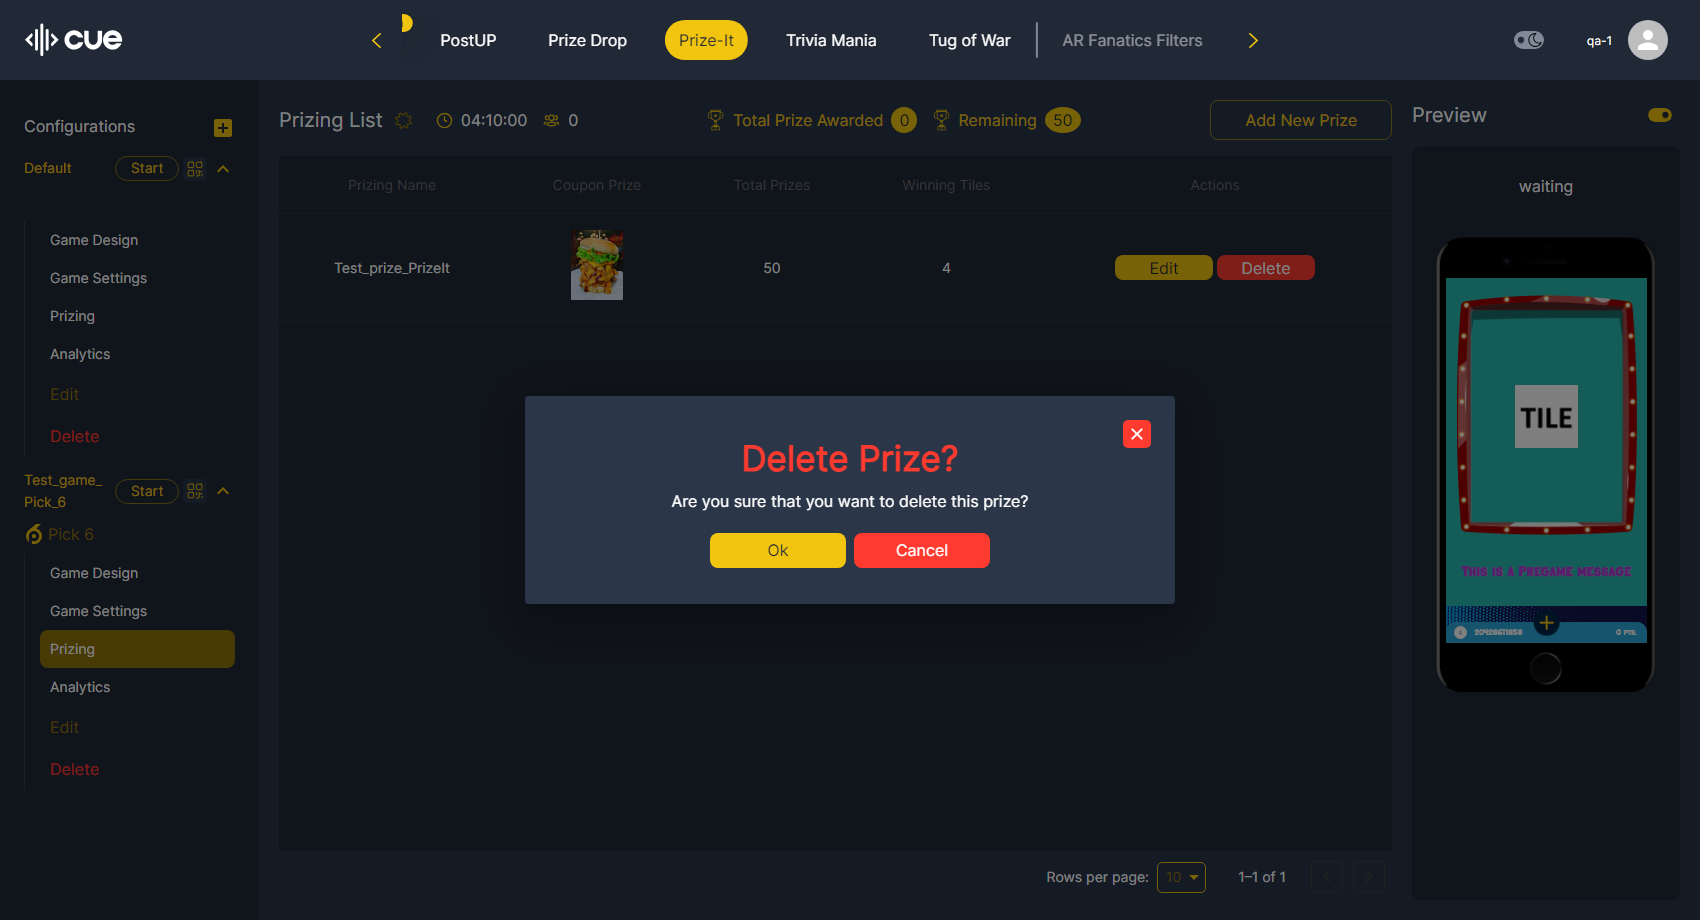 cue
PostUP
Prize Drop
Prize-It
Trivia Mania
Tug of War
AR Fanatics Filters
qa-1
Configurations
Default
Start
Game Design
Game Settings
Prizing
Analytics
Edit
Delete
Test_game_
Pick_6
Start
Pick 6
Game Design
Game Settings
Prizing
Analytics
Edit
Delete
Prizing List
04:10:00
0
Total Prize Awarded
0
Remaining
50
Add New Prize
Prizing Name
Coupon Prize
Total Prizes
Winning Tiles
Actions
Test_prize_PrizeIt
50
4
Edit
Delete
Delete Prize?
Are you sure that you want to delete this prize?
Ok
Cancel
Rows per page:
10
1–1 of 1
Preview
waiting
TILE
This is a Pregame message
0 PTS.